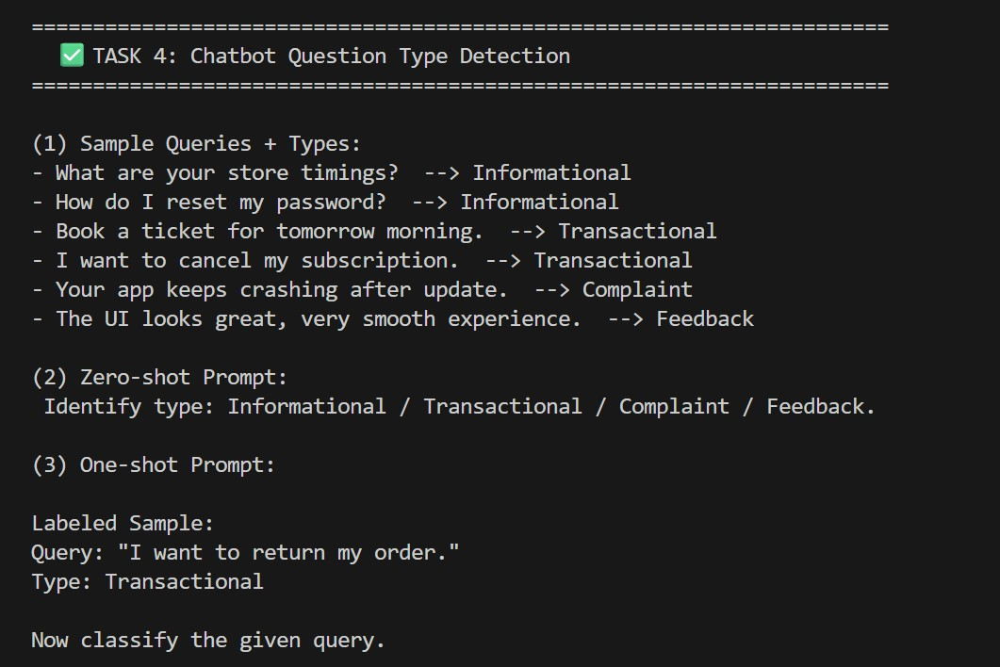 ======================================================================
✅ TASK 4: Chatbot Question Type Detection
======================================================================
(1) Sample Queries + Types:
- What are your store timings?  --> Informational
- How do I reset my password?  --> Informational
- Book a ticket for tomorrow morning.  --> Transactional
- I want to cancel my subscription.  --> Transactional
- Your app keeps crashing after update.  --> Complaint
- The UI looks great, very smooth experience.  --> Feedback
(2) Zero-shot Prompt:
Identify type: Informational / Transactional / Complaint / Feedback.
(3) One-shot Prompt:
Labeled Sample:
Query: "I want to return my order."
Type: Transactional
Now classify the given query.